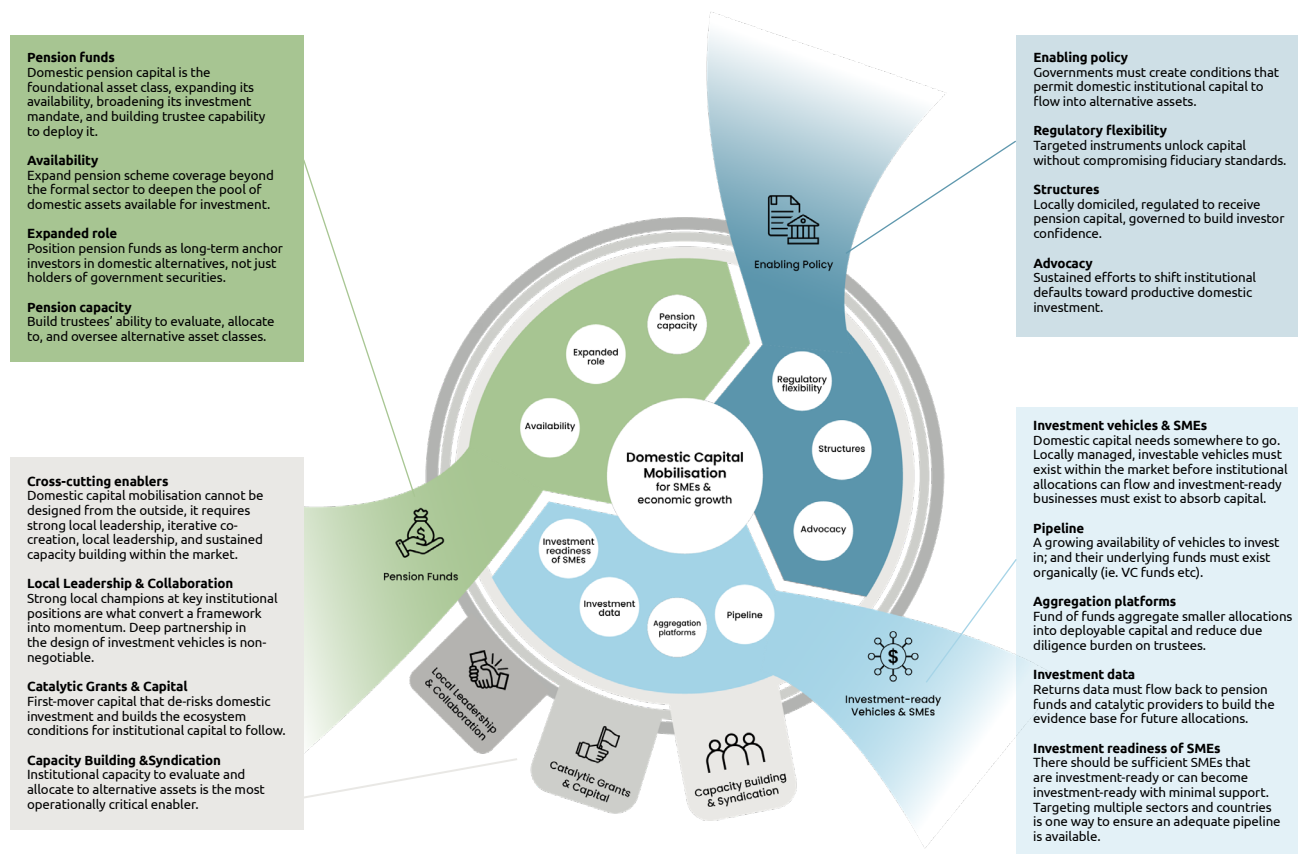 Pension funds
Domestic pension capital is the
foundational asset class, expanding its
availability, broadening its investment
mandate, and building trustee capability
to deploy it.
Availability
Expand pension scheme coverage beyond
the formal sector to deepen the pool of
domestic assets available for investment.
Expanded role
Position pension funds as long-term anchor
investors in domestic alternatives, not just
holders of government securities.
Pension capacity
Build trustees' ability to evaluate, allocate
to, and oversee alternative asset classes.
Cross-cutting enablers
Domestic capital mobilisation cannot be
designed from the outside, it requires
strong local leadership, iterative co-
creation, local leadership, and sustained
capacity building within the market.
Local Leadership & Collaboration
Strong local champions at key institutional
positions are what convert a framework
into momentum. Deep partnership in
the design of investment vehicles is non-
negotiable.
Catalytic Grants & Capital
First-mover capital that de-risks domestic
investment and builds the ecosystem
conditions for institutional capital to follow.
Capacity Building &Syndication
Institutional capacity to evaluate and
allocate to alternative assets is the most
operationally critical enabler.
Enabling Policy
Pension
capacity
Expanded
role
Availability
Regulatory
flexibility
Structures
Advocacy
Domestic Capital
Mobilisation
for SMEs &
economic growth
Pension Funds
Investment
readiness
of SMEs
Investment
data
Aggregation
platforms
Pipeline
$
Investment-ready
Vehicles & SMEs
Local Leadership
& Collaboration
Catalytic Grants
& Capital
Capacity Building
& Syndication
$
Enabling policy
Governments must create conditions that
permit domestic institutional capital to
flow into alternative assets.
Regulatory flexibility
Targeted instruments unlock capital
without compromising fiduciary standards.
Structures
Locally domiciled, regulated to receive
pension capital, governed to build investor
confidence.
Advocacy
Sustained efforts to shift institutional
defaults toward productive domestic
investment.
Investment vehicles & SMEs
Domestic capital needs somewhere to go.
Locally managed, investable vehicles must
exist within the market before institutional
allocations can flow and investment-ready
businesses must exist to absorb capital.
Pipeline
A growing availability of vehicles to invest
in; and their underlying funds must exist
organically (ie. VC funds etc).
Aggregation platforms
Fund of funds aggregate smaller allocations
into deployable capital and reduce due
diligence burden on trustees.
Investment data
Returns data must flow back to pension
funds and catalytic providers to build the
evidence base for future allocations.
Investment readiness of SMEs
There should be sufficient SMEs that
are investment-ready or can become
investment-ready with minimal support.
Targeting multiple sectors and countries
is one way to ensure an adequate pipeline
is available.